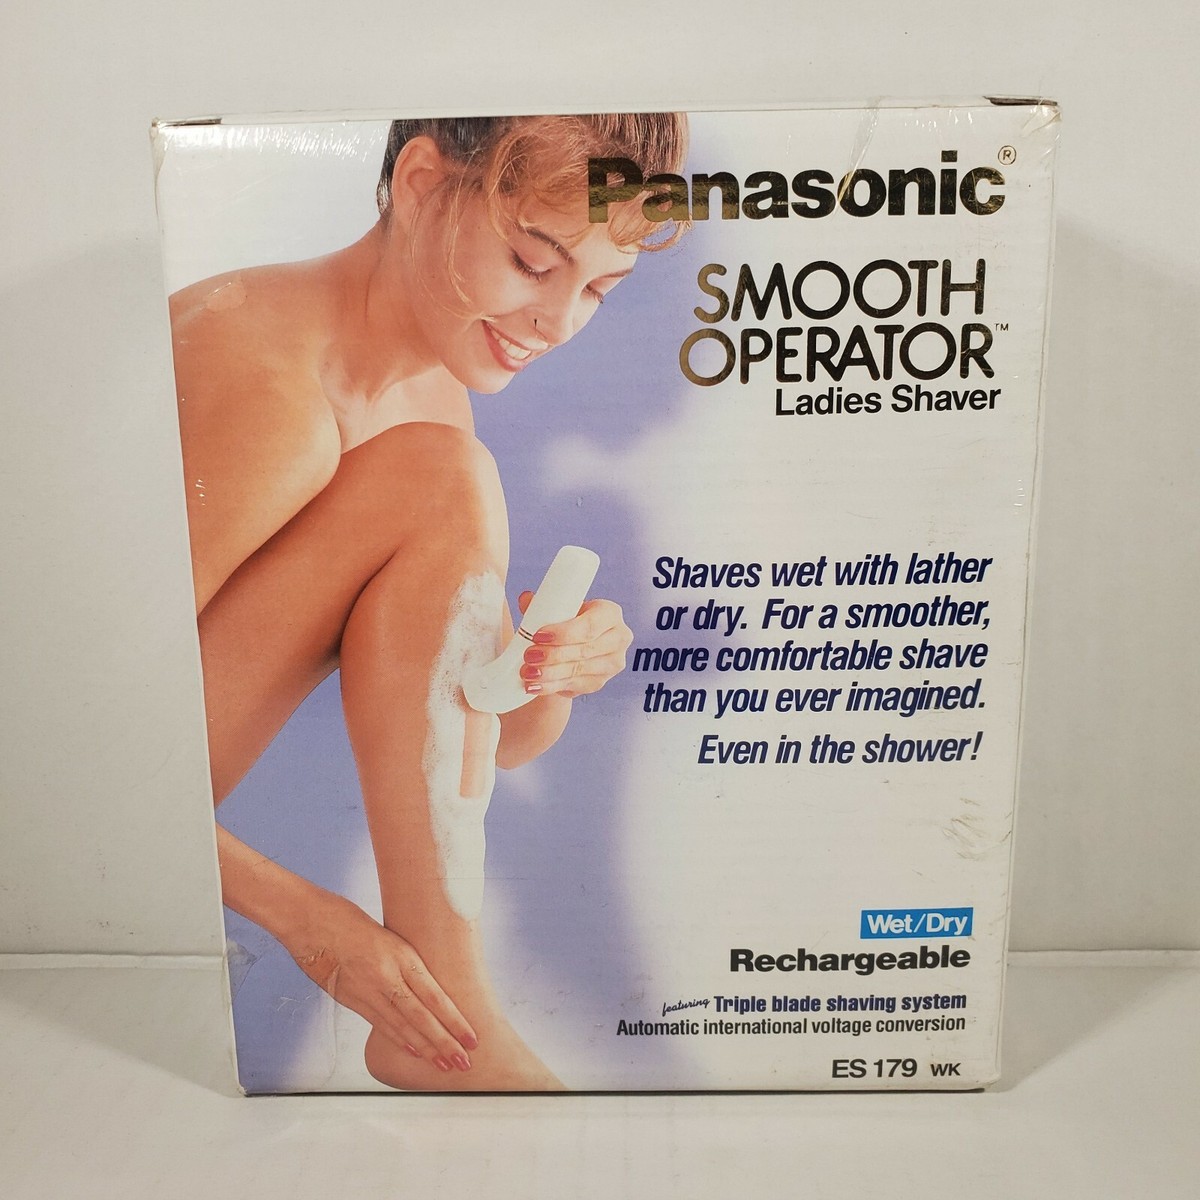 Panasonic®
SMOOTH
OPERATOR™
Ladies Shaver
Shaves wet with lather
or dry. For a smoother,
more comfortable shave
than you ever imagined.
Even in the shower!
Wet/Dry
Rechargeable
featuring Triple blade shaving system
Automatic international voltage conversion
ES 179 WK